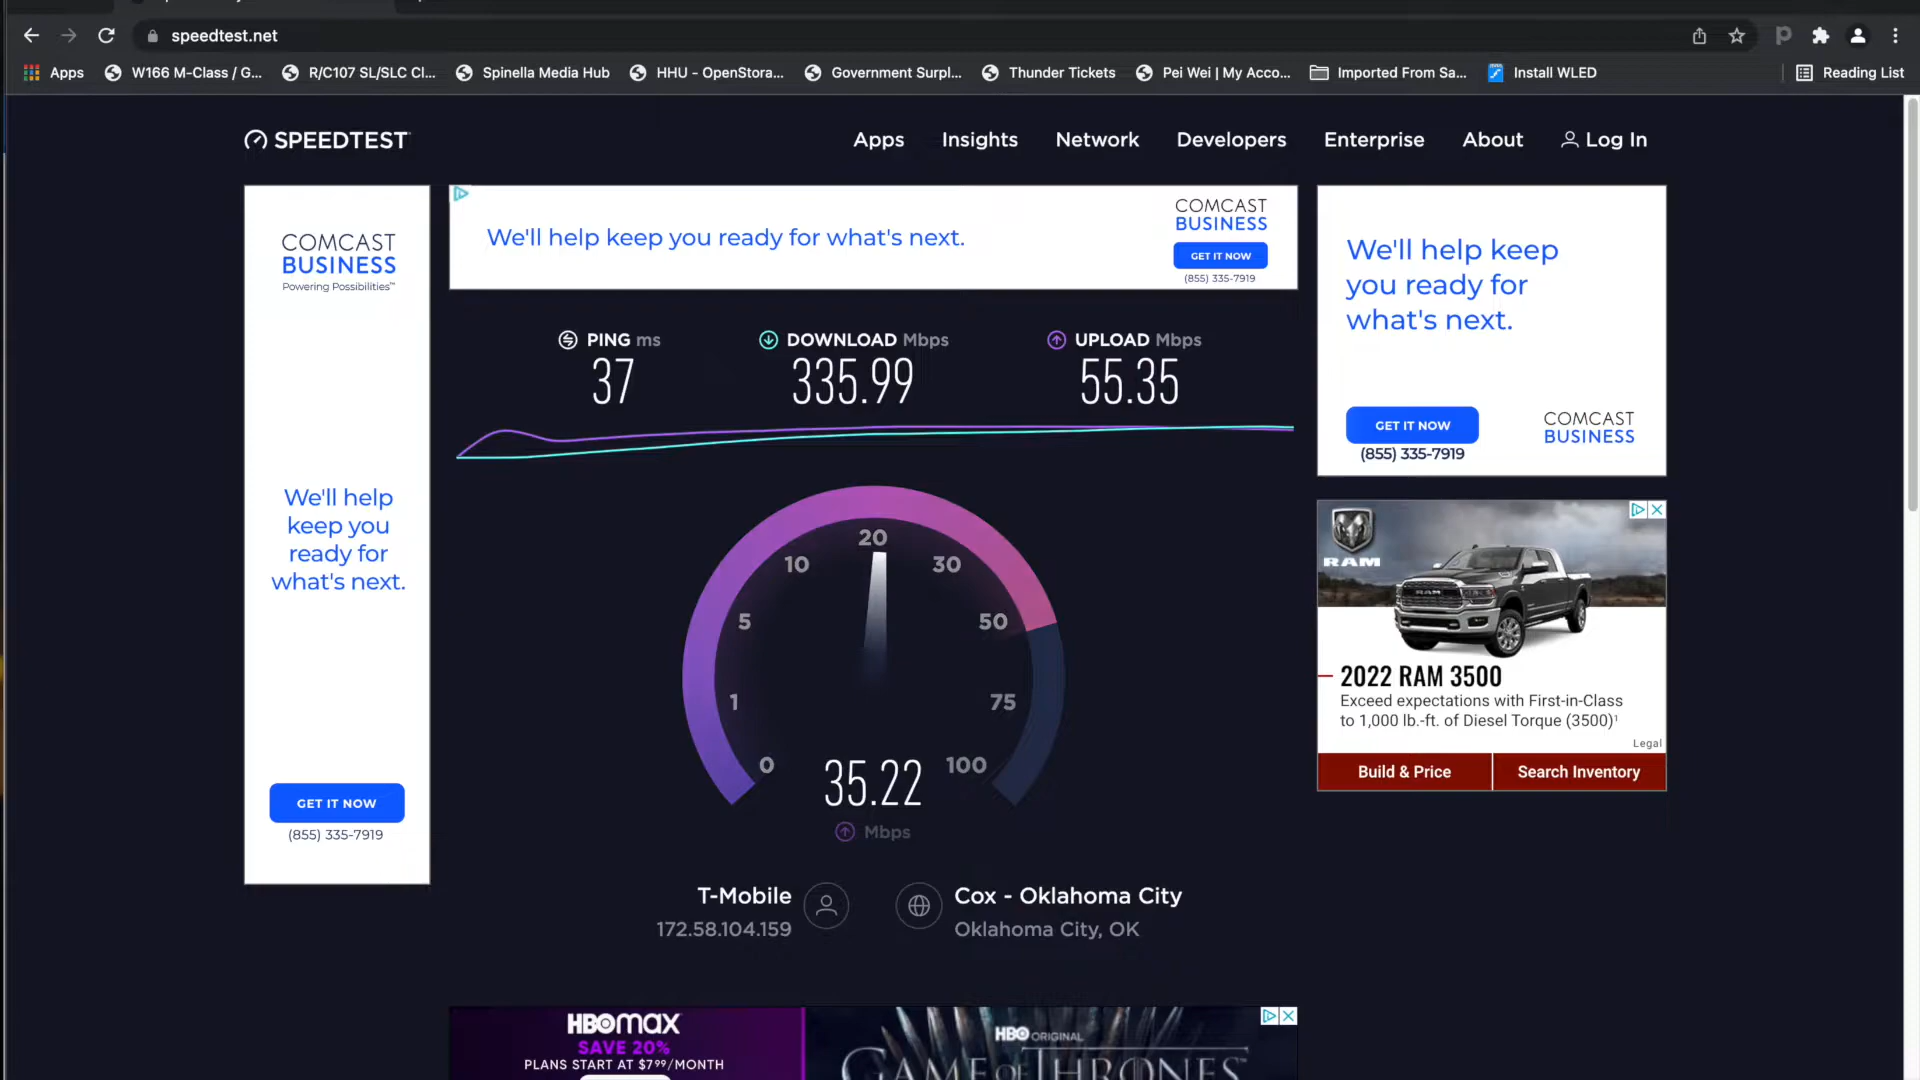 speedtest.net
Apps
W166 M-Class / G...
R/C107 SL/SLC Cl...
Spinella Media Hub
HHU - OpenStora...
Government Surpl...
Thunder Tickets
Pei Wei | My Acco...
Imported From Sa...
Install WLED
Reading List
SPEEDTEST
Apps
Insights
Network
Developers
Enterprise
About
Log In
COMCAST
BUSINESS
Powering Possibilities™
We'll help
keep you
ready for
what's next.
GET IT NOW
(855) 335-7919
We'll help keep you ready for what's next.
COMCAST
BUSINESS
GET IT NOW
(855) 335-7919
We'll help keep
you ready for
what's next.
GET IT NOW
(855) 335-7919
COMCAST
BUSINESS
PING ms
37
DOWNLOAD Mbps
335.99
UPLOAD Mbps
55.35
0
1
5
10
20
30
50
75
100
35.22
Mbps
T-Mobile
172.58.104.159
Cox - Oklahoma City
Oklahoma City, OK
RAM
RAM
2022 RAM 3500
Exceed expectations with First-in-Class
to 1,000 lb.-ft. of Diesel Torque (3500)¹
Legal
Build & Price
Search Inventory
HBOMAX
SAVE 20%
PLANS START AT $7.99/MONTH
HBO ORIGINAL
GAME OF THRONES